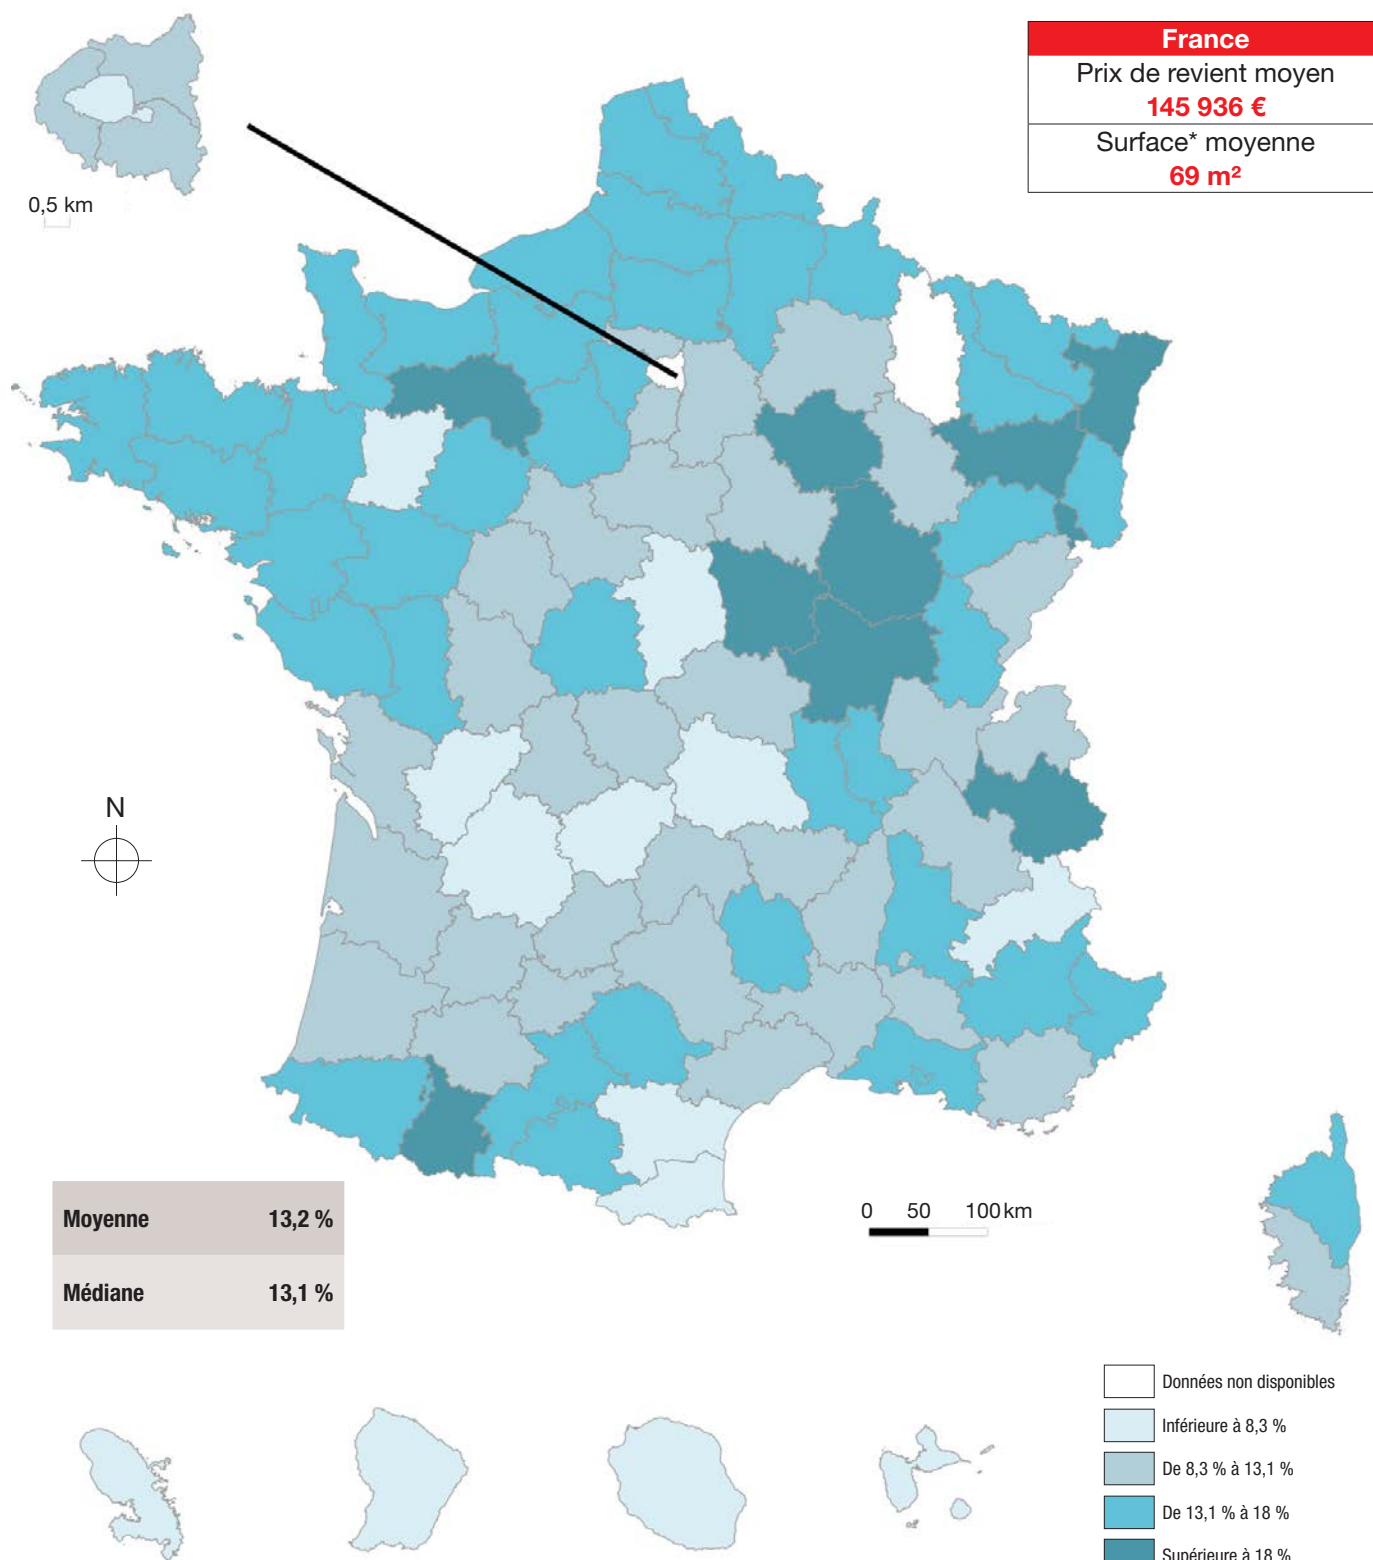 France
Prix de revient moyen
145 936 €
Surface* moyenne
69 m²
0,5 km
N
0 50 100 km
Moyenne 13,2 %
Médiane 13,1 %
Données non disponibles
Inférieure à 8,3 %
De 8,3 % à 13,1 %
De 13,1 % à 18 %
Supérieure à 18 %